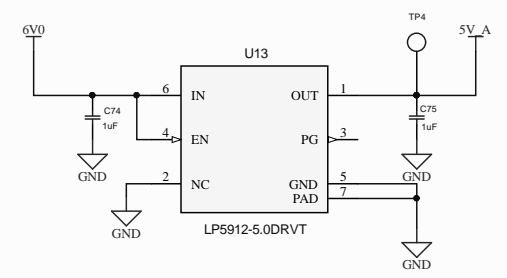 TP4
6V0
5V_A
U13
6 IN OUT 1
C74
1uF
C75
1uF
4 EN PG 3
GND
GND
2 NC GND 5
PAD 7
GND
LP5912-5.0DRVT
GND